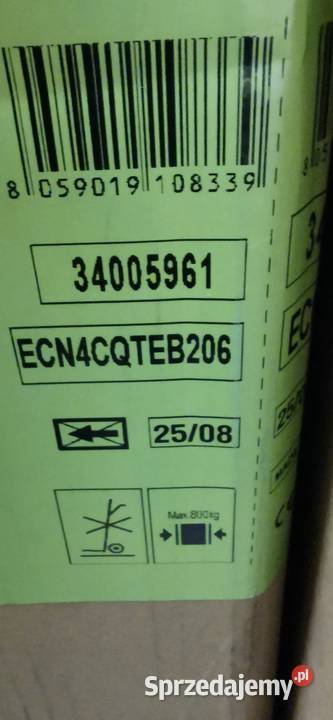 8 059019 108339
34005961
ECN4CQTEB206
25/08
Max. 800kg
Sprzedajemy.pl